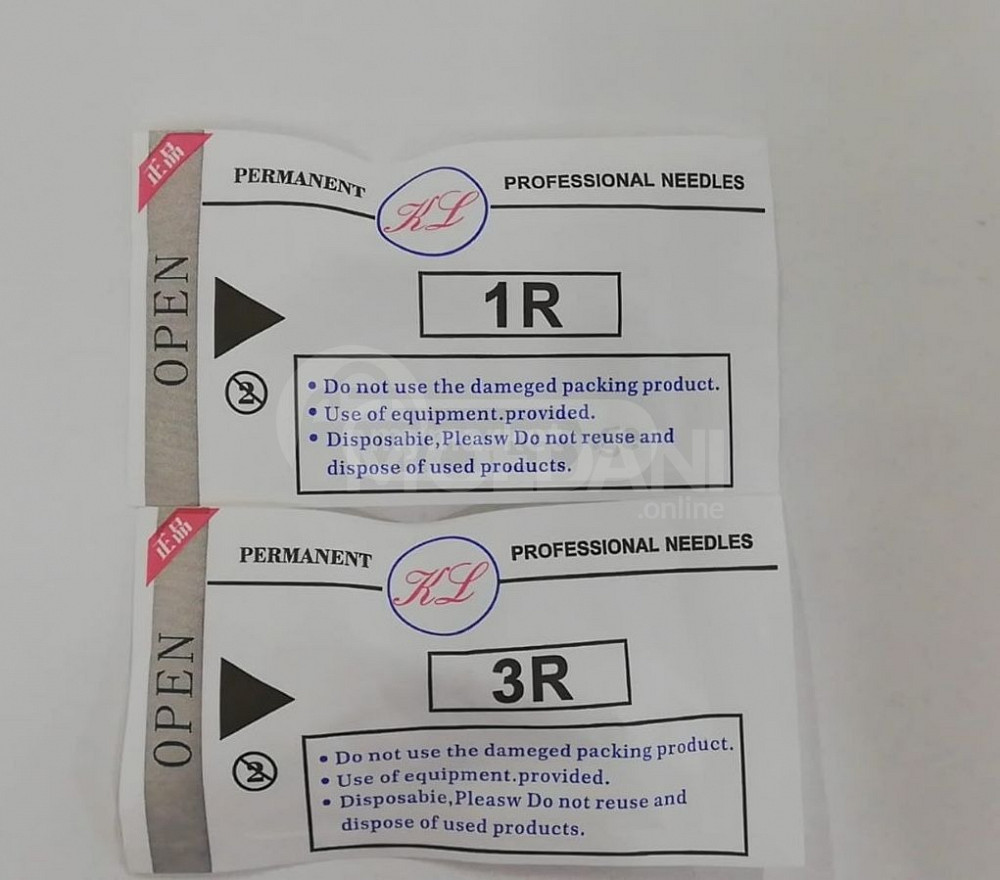 正品
PERMANENT
KL
PROFESSIONAL NEEDLES
OPEN
1R
2
• Do not use the dameged packing product.
• Use of equipment.provided.
• Disposabie,Pleasw Do not reuse and
dispose of used products.
.online
正品
PERMANENT
KL
PROFESSIONAL NEEDLES
OPEN
3R
2
• Do not use the dameged packing product.
• Use of equipment.provided.
• Disposabie,Pleasw Do not reuse and
dispose of used products.